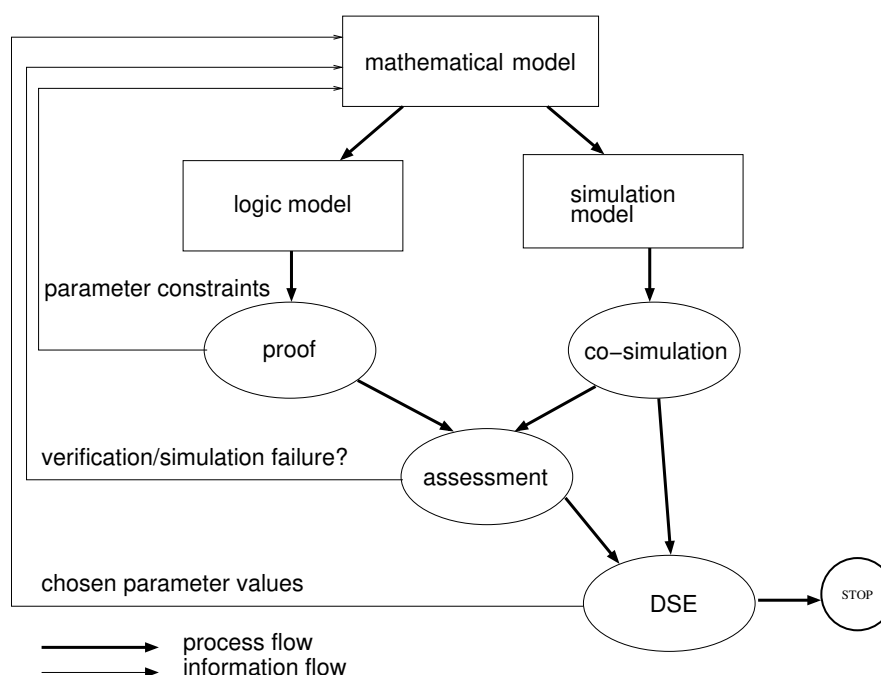 mathematical model
logic model
simulation
model
parameter constraints
proof
co-simulation
verification/simulation failure?
assessment
chosen parameter values
DSE
STOP
process flow
information flow